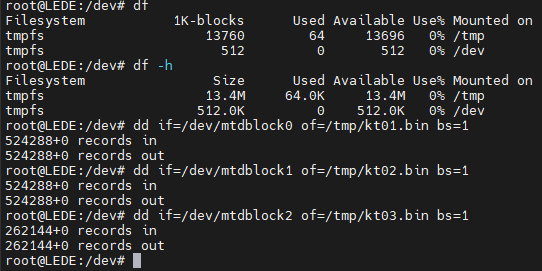 root@LEDE:/dev# df
Filesystem 1K-blocks Used Available Use% Mounted on
tmpfs 13760 64 13696 0% /tmp
tmpfs 512 0 512 0% /dev
root@LEDE:/dev# df -h
Filesystem Size Used Available Use% Mounted on
tmpfs 13.4M 64.0K 13.4M 0% /tmp
tmpfs 512.0K 0 512.0K 0% /dev
root@LEDE:/dev# dd if=/dev/mtdblock0 of=/tmp/kt01.bin bs=1
524288+0 records in
524288+0 records out
root@LEDE:/dev# dd if=/dev/mtdblock1 of=/tmp/kt02.bin bs=1
524288+0 records in
524288+0 records out
root@LEDE:/dev# dd if=/dev/mtdblock2 of=/tmp/kt03.bin bs=1
262144+0 records in
262144+0 records out
root@LEDE:/dev#